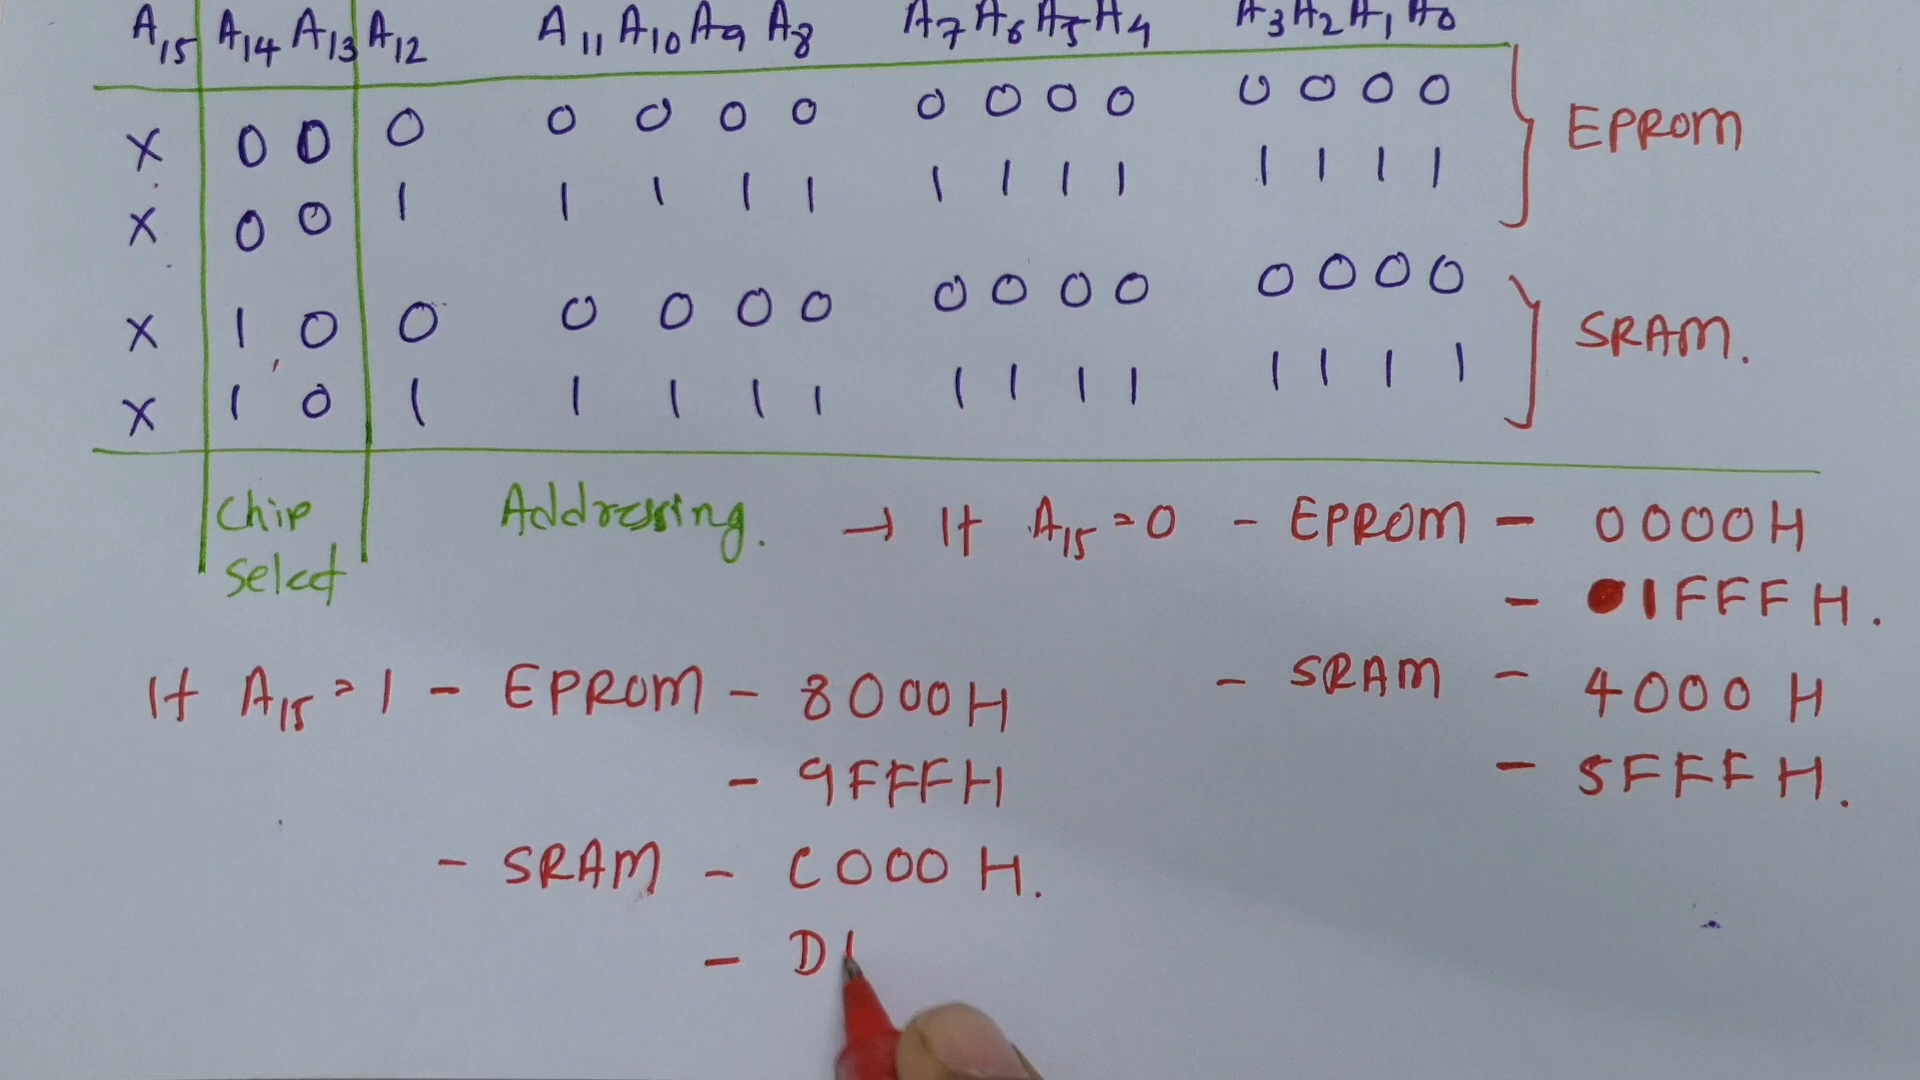 A15 A14 A13 A12 A11 A10 A9 A8 A7 A6 A5 A4 A3 A2 A1 A0
X 0 0 0 0 0 0 0 0 0 0 0 0 0 0 0
EPROM
X 0 0 1 1 1 1 1 1 1 1 1 1 1 1 1
X 1 0 0 0 0 0 0 0 0 0 0 0 0 0 0
SRAM.
X 1 0 1 1 1 1 1 1 1 1 1 1 1 1 1
Chip select
Addressing.
→ If A15=0 - EPROM - 0000H
- 1FFFH.
- SRAM - 4000H
- 5FFFH.
If A15=1 - EPROM - 8000H
- 9FFFH
- SRAM - C000H.
- D